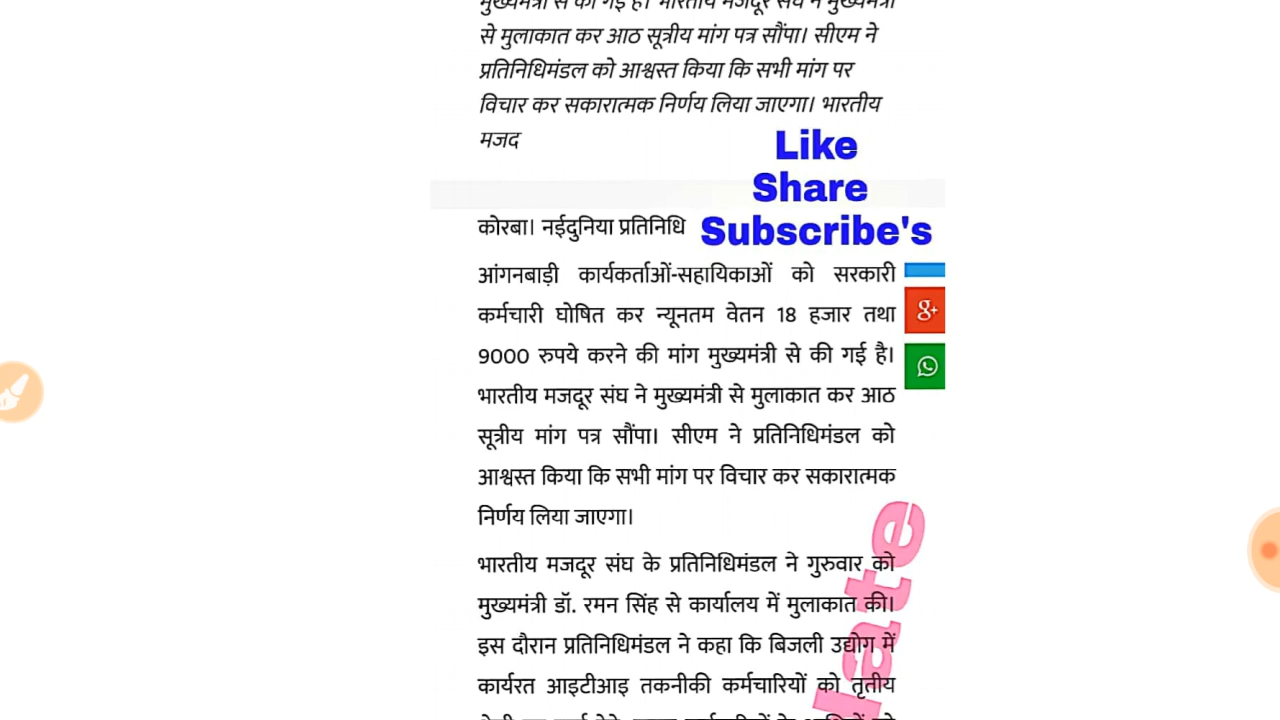 से मुलाकात कर आठ सूत्रीय मांग पत्र सौंपा। सीएम ने
प्रतिनिधिमंडल को आश्वस्त किया कि सभी मांग पर
विचार कर सकारात्मक निर्णय लिया जाएगा। भारतीय
मजद
Like
Share
Subscribe's
कोरबा। नईदुनिया प्रतिनिधि
आंगनबाड़ी कार्यकर्ताओं-सहायिकाओं को सरकारी
कर्मचारी घोषित कर न्यूनतम वेतन 18 हजार तथा
9000 रुपये करने की मांग मुख्यमंत्री से की गई है।
भारतीय मजदूर संघ ने मुख्यमंत्री से मुलाकात कर आठ
सूत्रीय मांग पत्र सौंपा। सीएम ने प्रतिनिधिमंडल को
आश्वस्त किया कि सभी मांग पर विचार कर सकारात्मक
निर्णय लिया जाएगा।
भारतीय मजदूर संघ के प्रतिनिधिमंडल ने गुरुवार को
मुख्यमंत्री डॉ. रमन सिंह से कार्यालय में मुलाकात की।
इस दौरान प्रतिनिधिमंडल ने कहा कि बिजली उद्योग में
कार्यरत आइटीआइ तकनीकी कर्मचारियों को तृतीय
g+
late